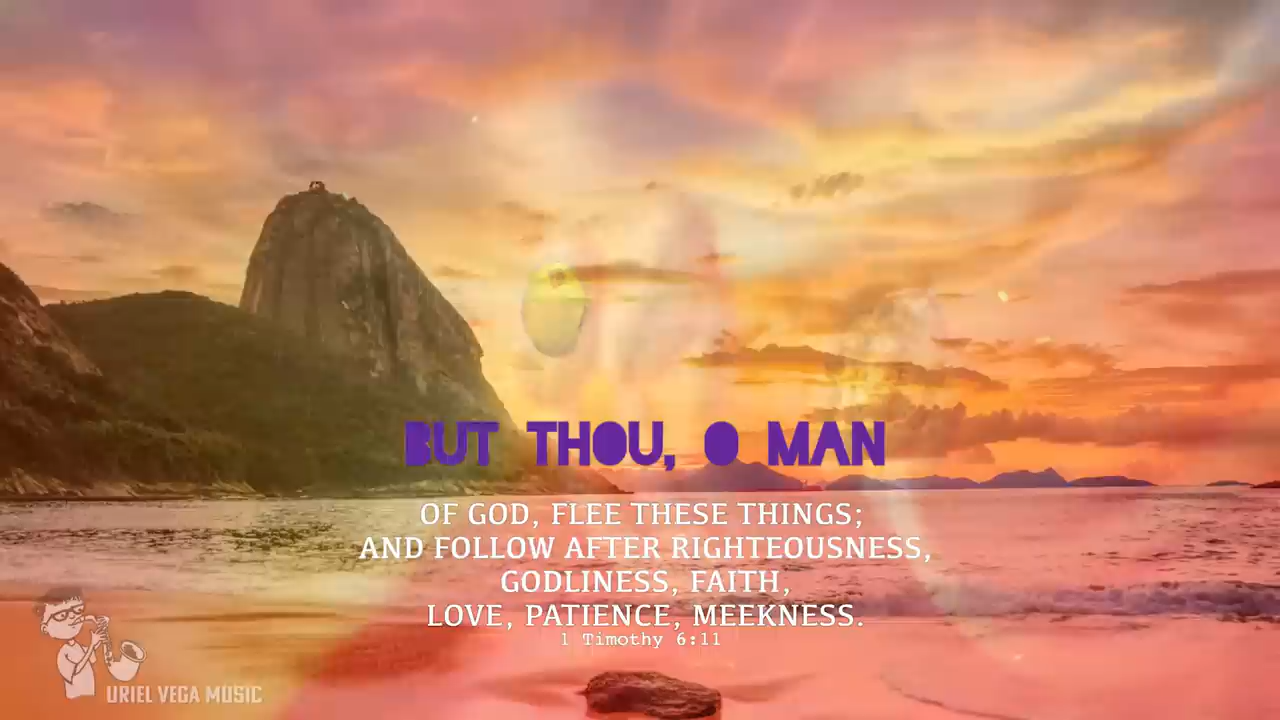 BUT THOU, O MAN
OF GOD, FLEE THESE THINGS;
AND FOLLOW AFTER RIGHTEOUSNESS,
GODLINESS, FAITH,
LOVE, PATIENCE, MEEKNESS.
1 Timothy 6:11
URIEL VEGA MUSIC